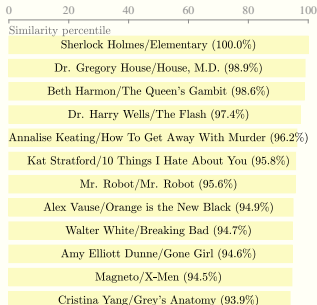 0 20 40 60 80 100
Similarity percentile
Sherlock Holmes/Elementary (100.0%)
Dr. Gregory House/House, M.D. (98.9%)
Beth Harmon/The Queen's Gambit (98.6%)
Dr. Harry Wells/The Flash (97.4%)
Annalise Keating/How To Get Away With Murder (96.2%)
Kat Stratford/10 Things I Hate About You (95.8%)
Mr. Robot/Mr. Robot (95.6%)
Alex Vause/Orange is the New Black (94.9%)
Walter White/Breaking Bad (94.7%)
Amy Elliott Dunne/Gone Girl (94.6%)
Magneto/X-Men (94.5%)
Cristina Yang/Grey's Anatomy (93.9%)